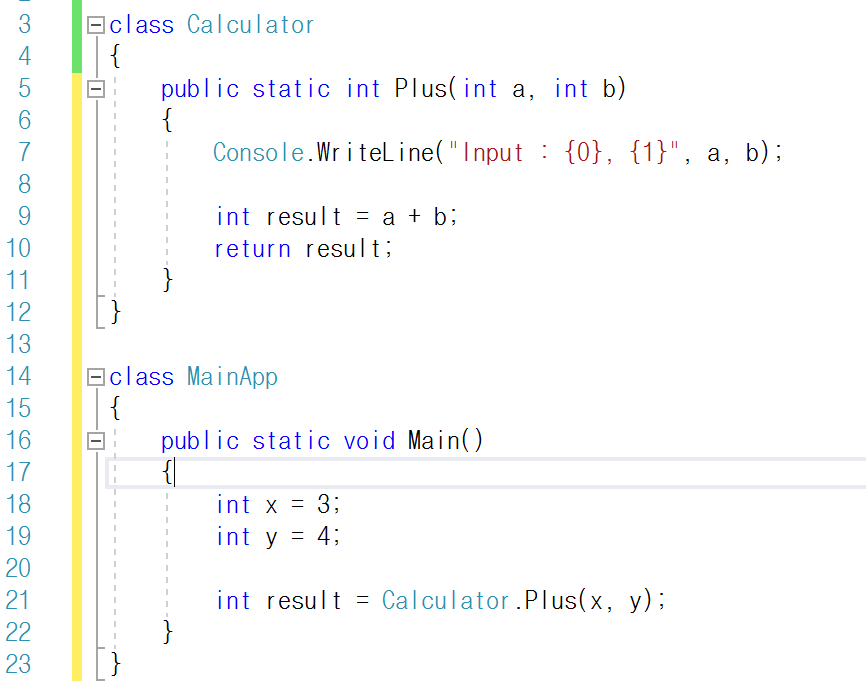 3 class Calculator
4 {
5 public static int Plus(int a, int b)
6 {
7 Console.WriteLine("Input : {0}, {1}", a, b);
8
9 int result = a + b;
10 return result;
11 }
12 }
13
14 class MainApp
15 {
16 public static void Main()
17 {
18 int x = 3;
19 int y = 4;
20
21 int result = Calculator.Plus(x, y);
22 }
23 }